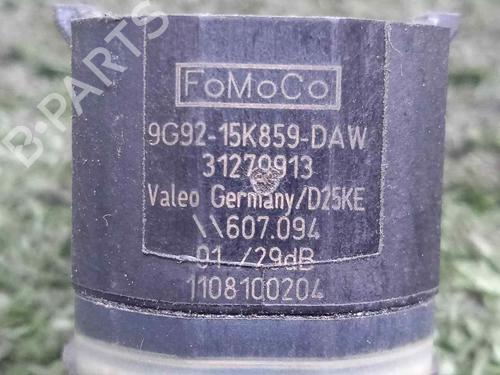 B-PARTS
FoMoCo
9G92-15K859-DAW
31270913
Valeo Germany/D25KE
\\607.094
01 /29dB
1108100204